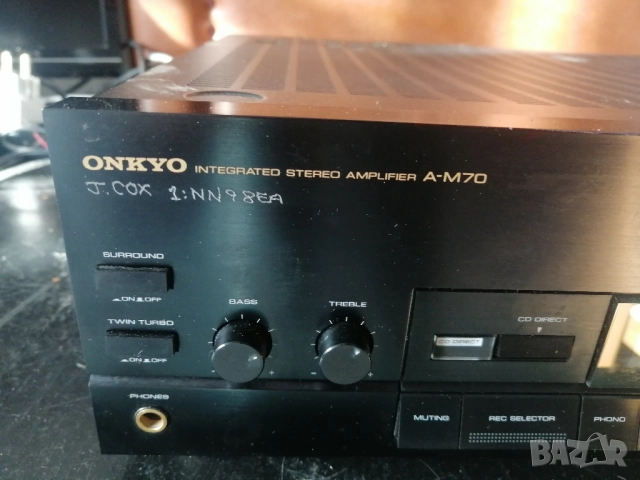 ONKYO INTEGRATED STEREO AMPLIFIER A-M70
J. COX 1:NN98EA
SURROUND
ON OFF
BASS TREBLE
CD DIRECT
TWIN TURBO
CD DIRECT
ON OFF
PHONES
MUTING REC SELECTOR PHONO
BAZAR.bg